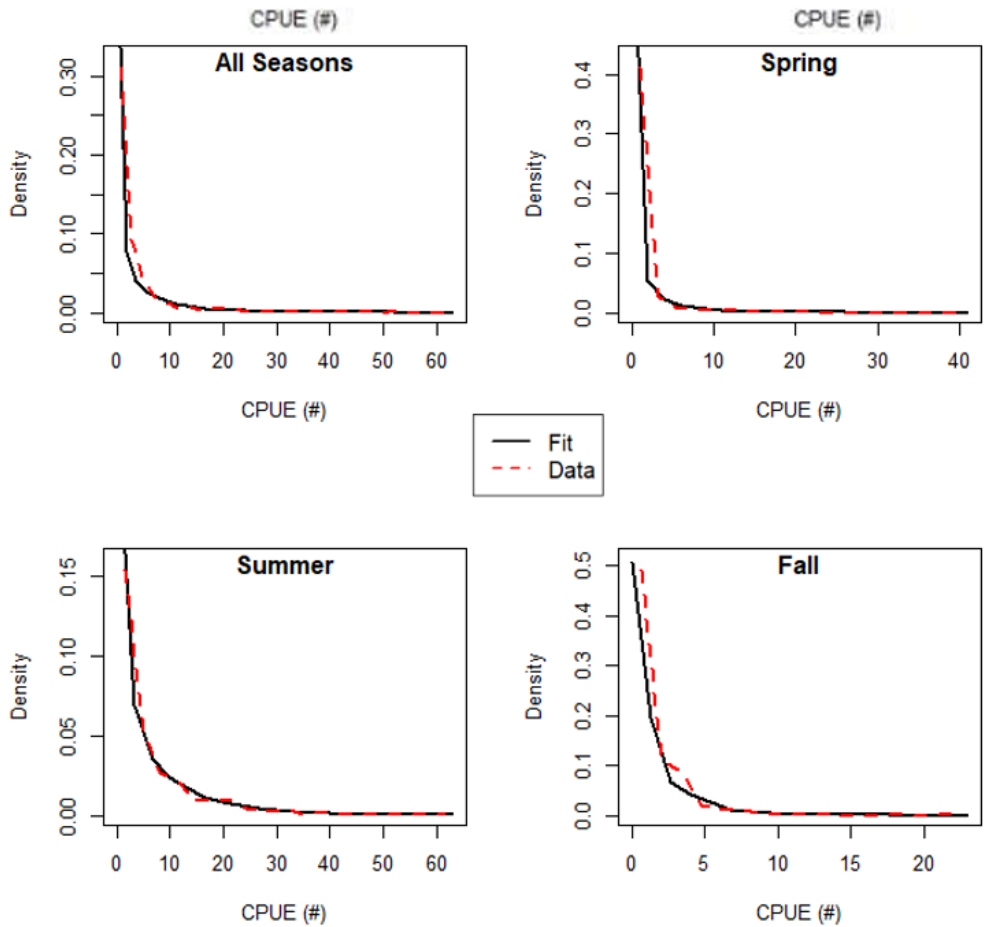 CPUE (#) CPUE (#)
All Seasons
Density
0.00 0.10 0.20 0.30
0 10 20 30 40 50 60
CPUE (#)
Spring
Density
0.0 0.1 0.2 0.3 0.4
0 10 20 30 40
CPUE (#)
Fit
Data
Summer
Density
0.00 0.05 0.10 0.15
0 10 20 30 40 50 60
CPUE (#)
Fall
Density
0.0 0.1 0.2 0.3 0.4 0.5
0 5 10 15 20
CPUE (#)